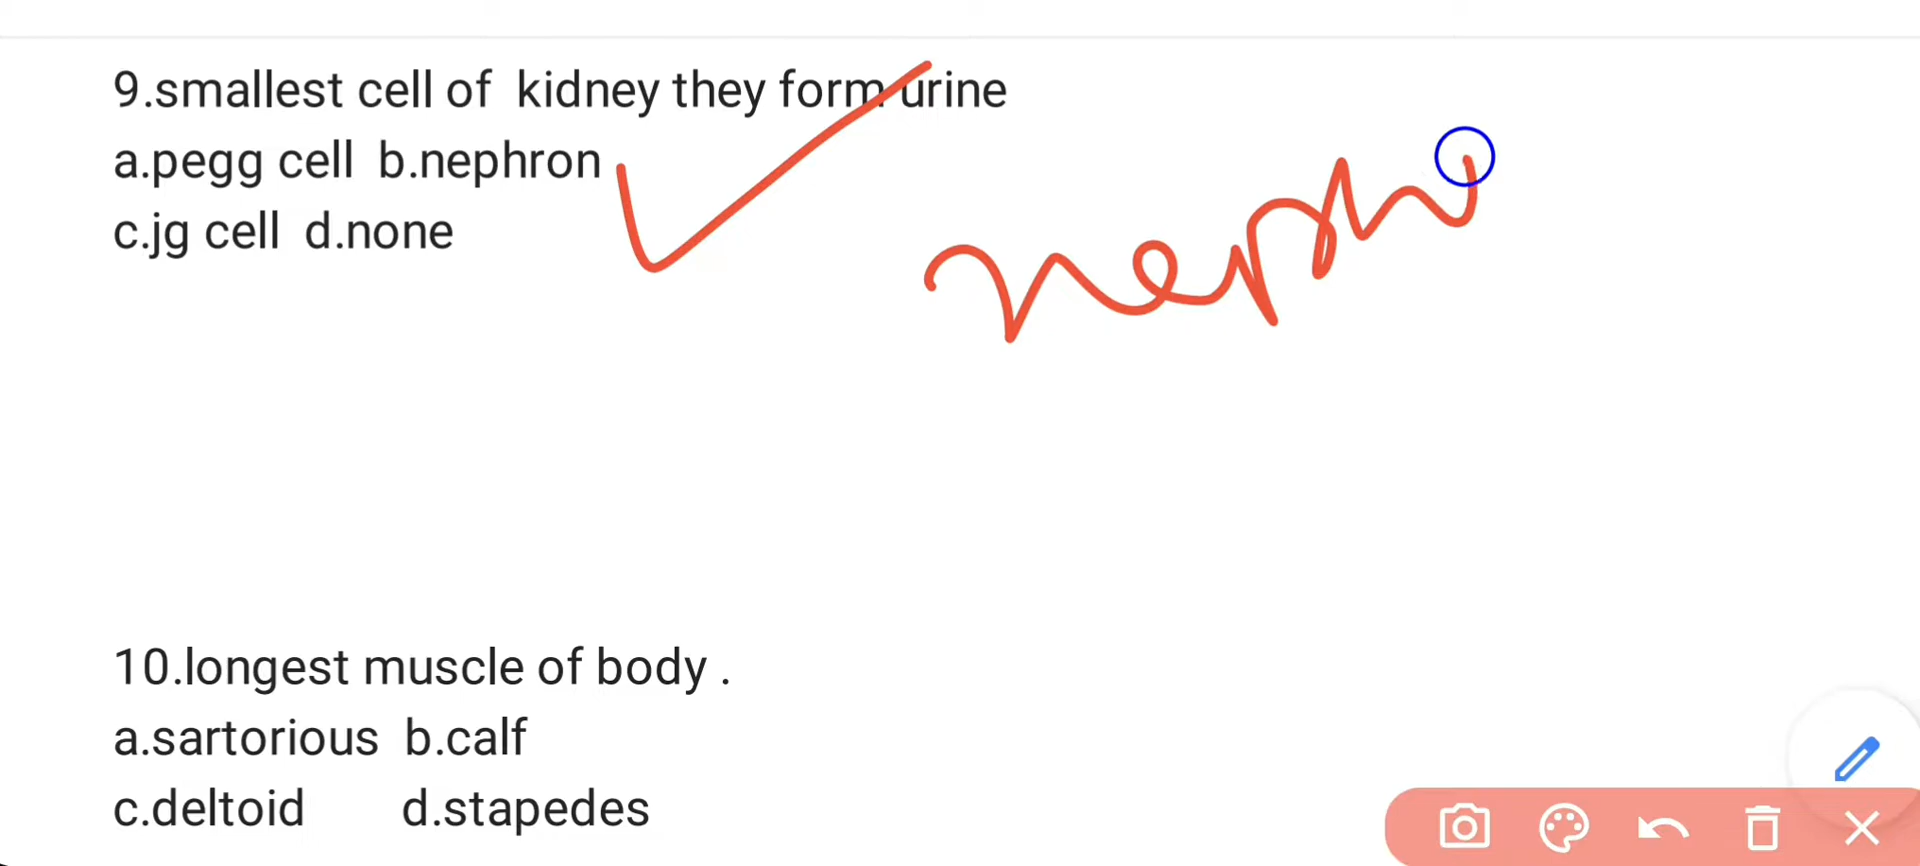 9.smallest cell of kidney they form urine
a.pegg cell b.nephron
c.jg cell d.none
nephr
10.longest muscle of body .
a.sartorious b.calf
c.deltoid d.stapedes